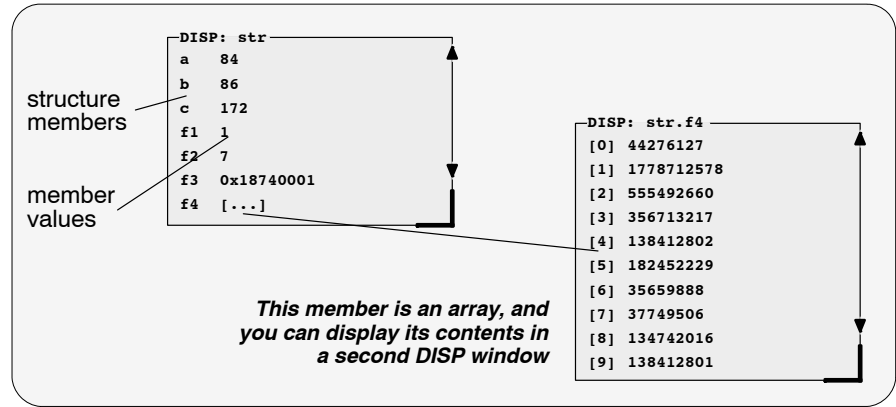 DISP: str
a 84
b 86
c 172
f1 1
f2 7
f3 0x18740001
f4 [...]
structure
members
member
values
DISP: str.f4
[0] 44276127
[1] 1778712578
[2] 555492660
[3] 356713217
[4] 138412802
[5] 182452229
[6] 35659888
[7] 37749506
[8] 134742016
[9] 138412801
This member is an array, and
you can display its contents in
a second DISP window